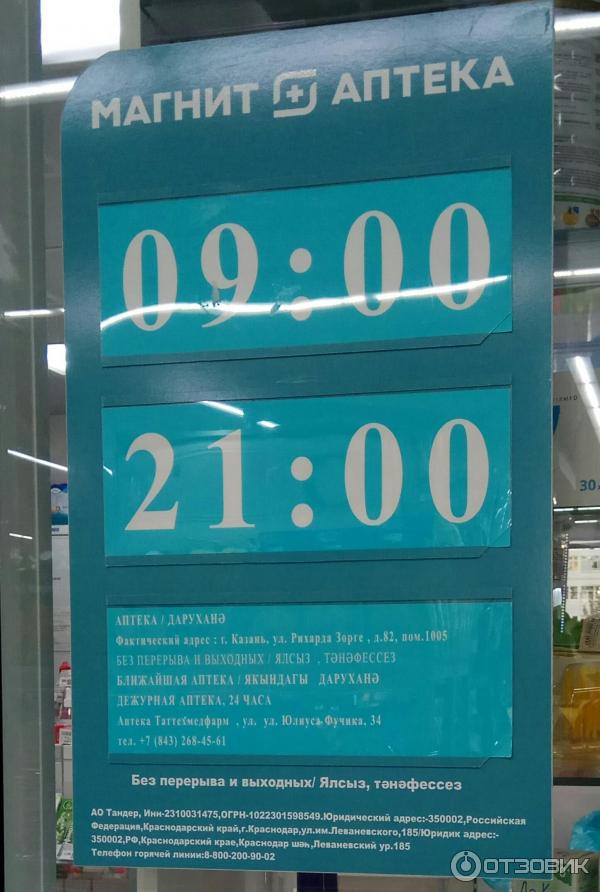 МАГНИТ АПТЕКА
09:00
21:00
АПТЕКА / ДАРУХАНӘ
Фактический адрес : г. Казань, ул. Рихарда Зорге , д.82, пом.1005
БЕЗ ПЕРЕРЫВА И ВЫХОДНЫХ / ЯЛСЫЗ , ТӘНӘФЕССЕЗ
БЛИЖАЙШАЯ АПТЕКА / ЯКЫНДАГЫ ДАРУХАНӘ
ДЕЖУРНАЯ АПТЕКА, 24 ЧАСА
Аптека Таттехмедфарм , ул. ул. Юлиуса Фучика, 34
тел. +7 (843) 268-45-61
Без перерыва и выходных/ Ялсыз, тәнәфессез
АО Тандер, Инн-2310031475,ОГРН-1022301598549.Юридический адрес:-350002,Российская
Федерация,Краснодарский край,г.Краснодар,ул.им.Леваневского,185/Юридик адрес:-
350002,РФ,Краснодарский крае,Краснодар шәһ,Леваневский ур.185
Телефон горячей линии:8-800-200-90-02
30
ОТЗОВИК